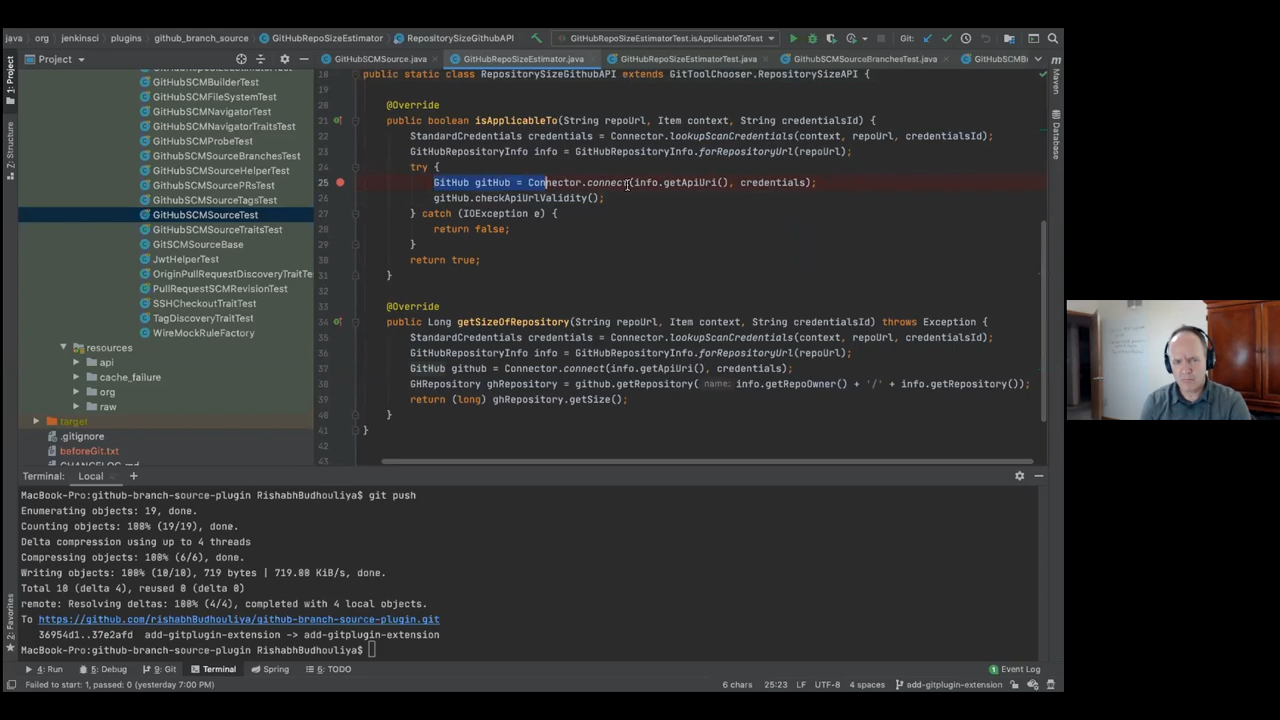 java org jenkinsci plugins github_branch_source GitHubRepoSizeEstimator RepositorySizeGithubAPI GitHubRepoSizeEstimatorTest.isApplicableTo Git:
1: Project
Project
GitHubSCMSource.java GitHubRepoSizeEstimator.java GitHubRepoSizeEstimatorTest.java GitHubSCMSourceBranchesTest.java GitHubSCMB
Maven
Database
Z: Structure
2: Favorites
GitHubSCMBuilderTest
GitHubSCMFileSystemTest
GitHubSCMNavigatorTest
GitHubSCMNavigatorTraitsTest
GitHubSCMProbeTest
GithubSCMSourceBranchesTest
GitHubSCMSourceHelperTest
GithubSCMSourcePRsTest
GithubSCMSourceTagsTest
GitHubSCMSourceTest
GitHubSCMSourceTraitsTest
GitSCMSourceBase
JwtHelperTest
OriginPullRequestDiscoveryTraitTe
PullRequestSCMRevisionTest
SSHCheckoutTraitTest
TagDiscoveryTraitTest
WireMockRuleFactory
resources
api
cache_failure
org
raw
target
.gitignore
beforeGit.txt
18 public static class RepositorySizeGithubAPI extends GitToolChooser.RepositorySizeAPI {
19
20 @Override
21 public boolean isApplicableTo(String repoUrl, Item context, String credentialsId) {
22 StandardCredentials credentials = Connector.lookupScanCredentials(context, repoUrl, credentialsId);
23 GitHubRepositoryInfo info = GitHubRepositoryInfo.forRepositoryUrl(repoUrl);
24 try {
25 GitHub gitHub = Connector.connect(info.getApiUri(), credentials);
26 gitHub.checkApiUrlValidity();
27 } catch (IOException e) {
28 return false;
29 }
30 return true;
31 }
32
33 @Override
34 public Long getSizeOfRepository(String repoUrl, Item context, String credentialsId) throws Exception {
35 StandardCredentials credentials = Connector.lookupScanCredentials(context, repoUrl, credentialsId);
36 GitHubRepositoryInfo info = GitHubRepositoryInfo.forRepositoryUrl(repoUrl);
37 GitHub github = Connector.connect(info.getApiUri(), credentials);
38 GHRepository ghRepository = github.getRepository( name: info.getRepoOwner() + '/' + info.getRepository());
39 return (long) ghRepository.getSize();
40 }
41 }
42
43
Terminal: Local +
MacBook-Pro:github-branch-source-plugin RishabhBudhouliya$ git push
Enumerating objects: 19, done.
Counting objects: 100% (19/19), done.
Delta compression using up to 4 threads
Compressing objects: 100% (6/6), done.
Writing objects: 100% (10/10), 719 bytes | 719.00 KiB/s, done.
Total 10 (delta 4), reused 0 (delta 0)
remote: Resolving deltas: 100% (4/4), completed with 4 local objects.
To https://github.com/rishabhBudhouliya/github-branch-source-plugin.git
36954d1..37e2afd add-gitplugin-extension -> add-gitplugin-extension
MacBook-Pro:github-branch-source-plugin RishabhBudhouliya$
4: Run 5: Debug 9: Git Terminal Spring 6: TODO 1 Event Log
Failed to start: 1, passed: 0 (yesterday 7:00 PM) 6 chars 25:23 LF UTF-8 4 spaces add-gitplugin-extension